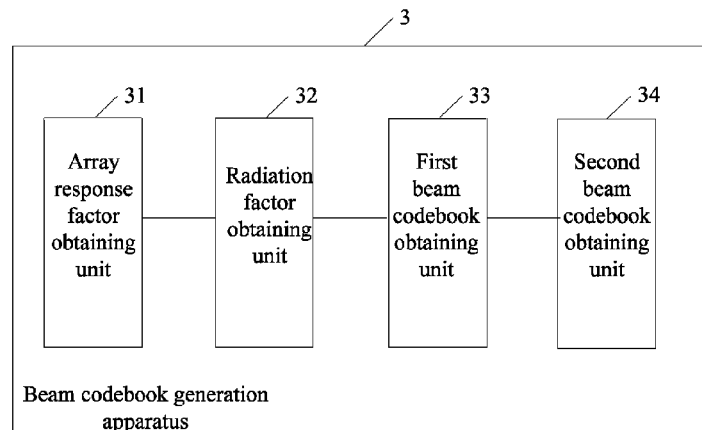 3
31
32
33
34
Array
response
factor
obtaining
unit
Radiation
factor
obtaining
unit
First
beam
codebook
obtaining
unit
Second
beam
codebook
obtaining
unit
Beam codebook generation
apparatus